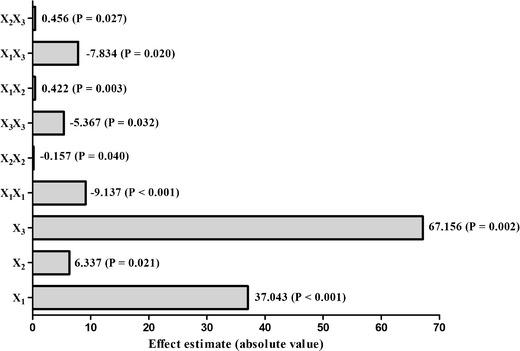 X₂X₃ 0.456 (P = 0.027)
X₁X₃ -7.834 (P = 0.020)
X₁X₂ 0.422 (P = 0.003)
X₃X₃ -5.367 (P = 0.032)
X₂X₂ -0.157 (P = 0.040)
X₁X₁ -9.137 (P < 0.001)
X₃ 67.156 (P = 0.002)
X₂ 6.337 (P = 0.021)
X₁ 37.043 (P < 0.001)
0 10 20 30 40 50 60 70
Effect estimate (absolute value)